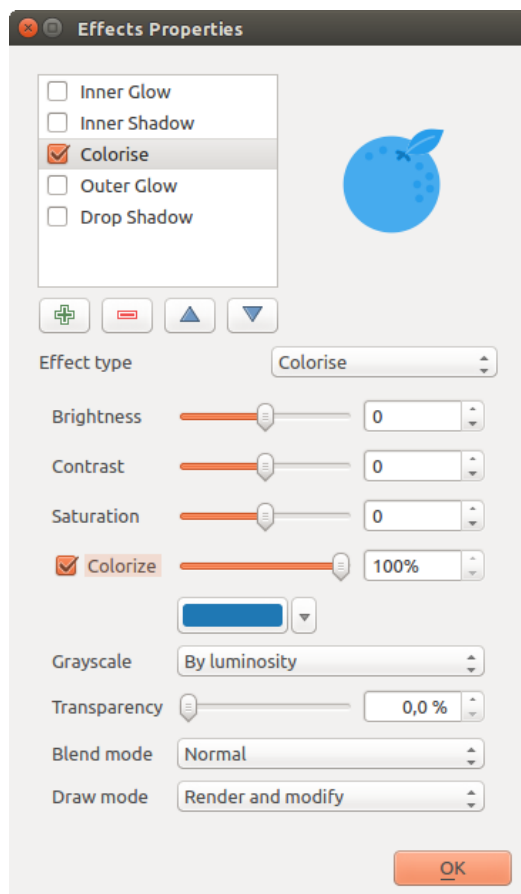 Effects Properties
Inner Glow
Inner Shadow
Colorise
Outer Glow
Drop Shadow
Effect type Colorise
Brightness 0
Contrast 0
Saturation 0
Colorize 100%
Grayscale By luminosity
Transparency 0,0 %
Blend mode Normal
Draw mode Render and modify
OK